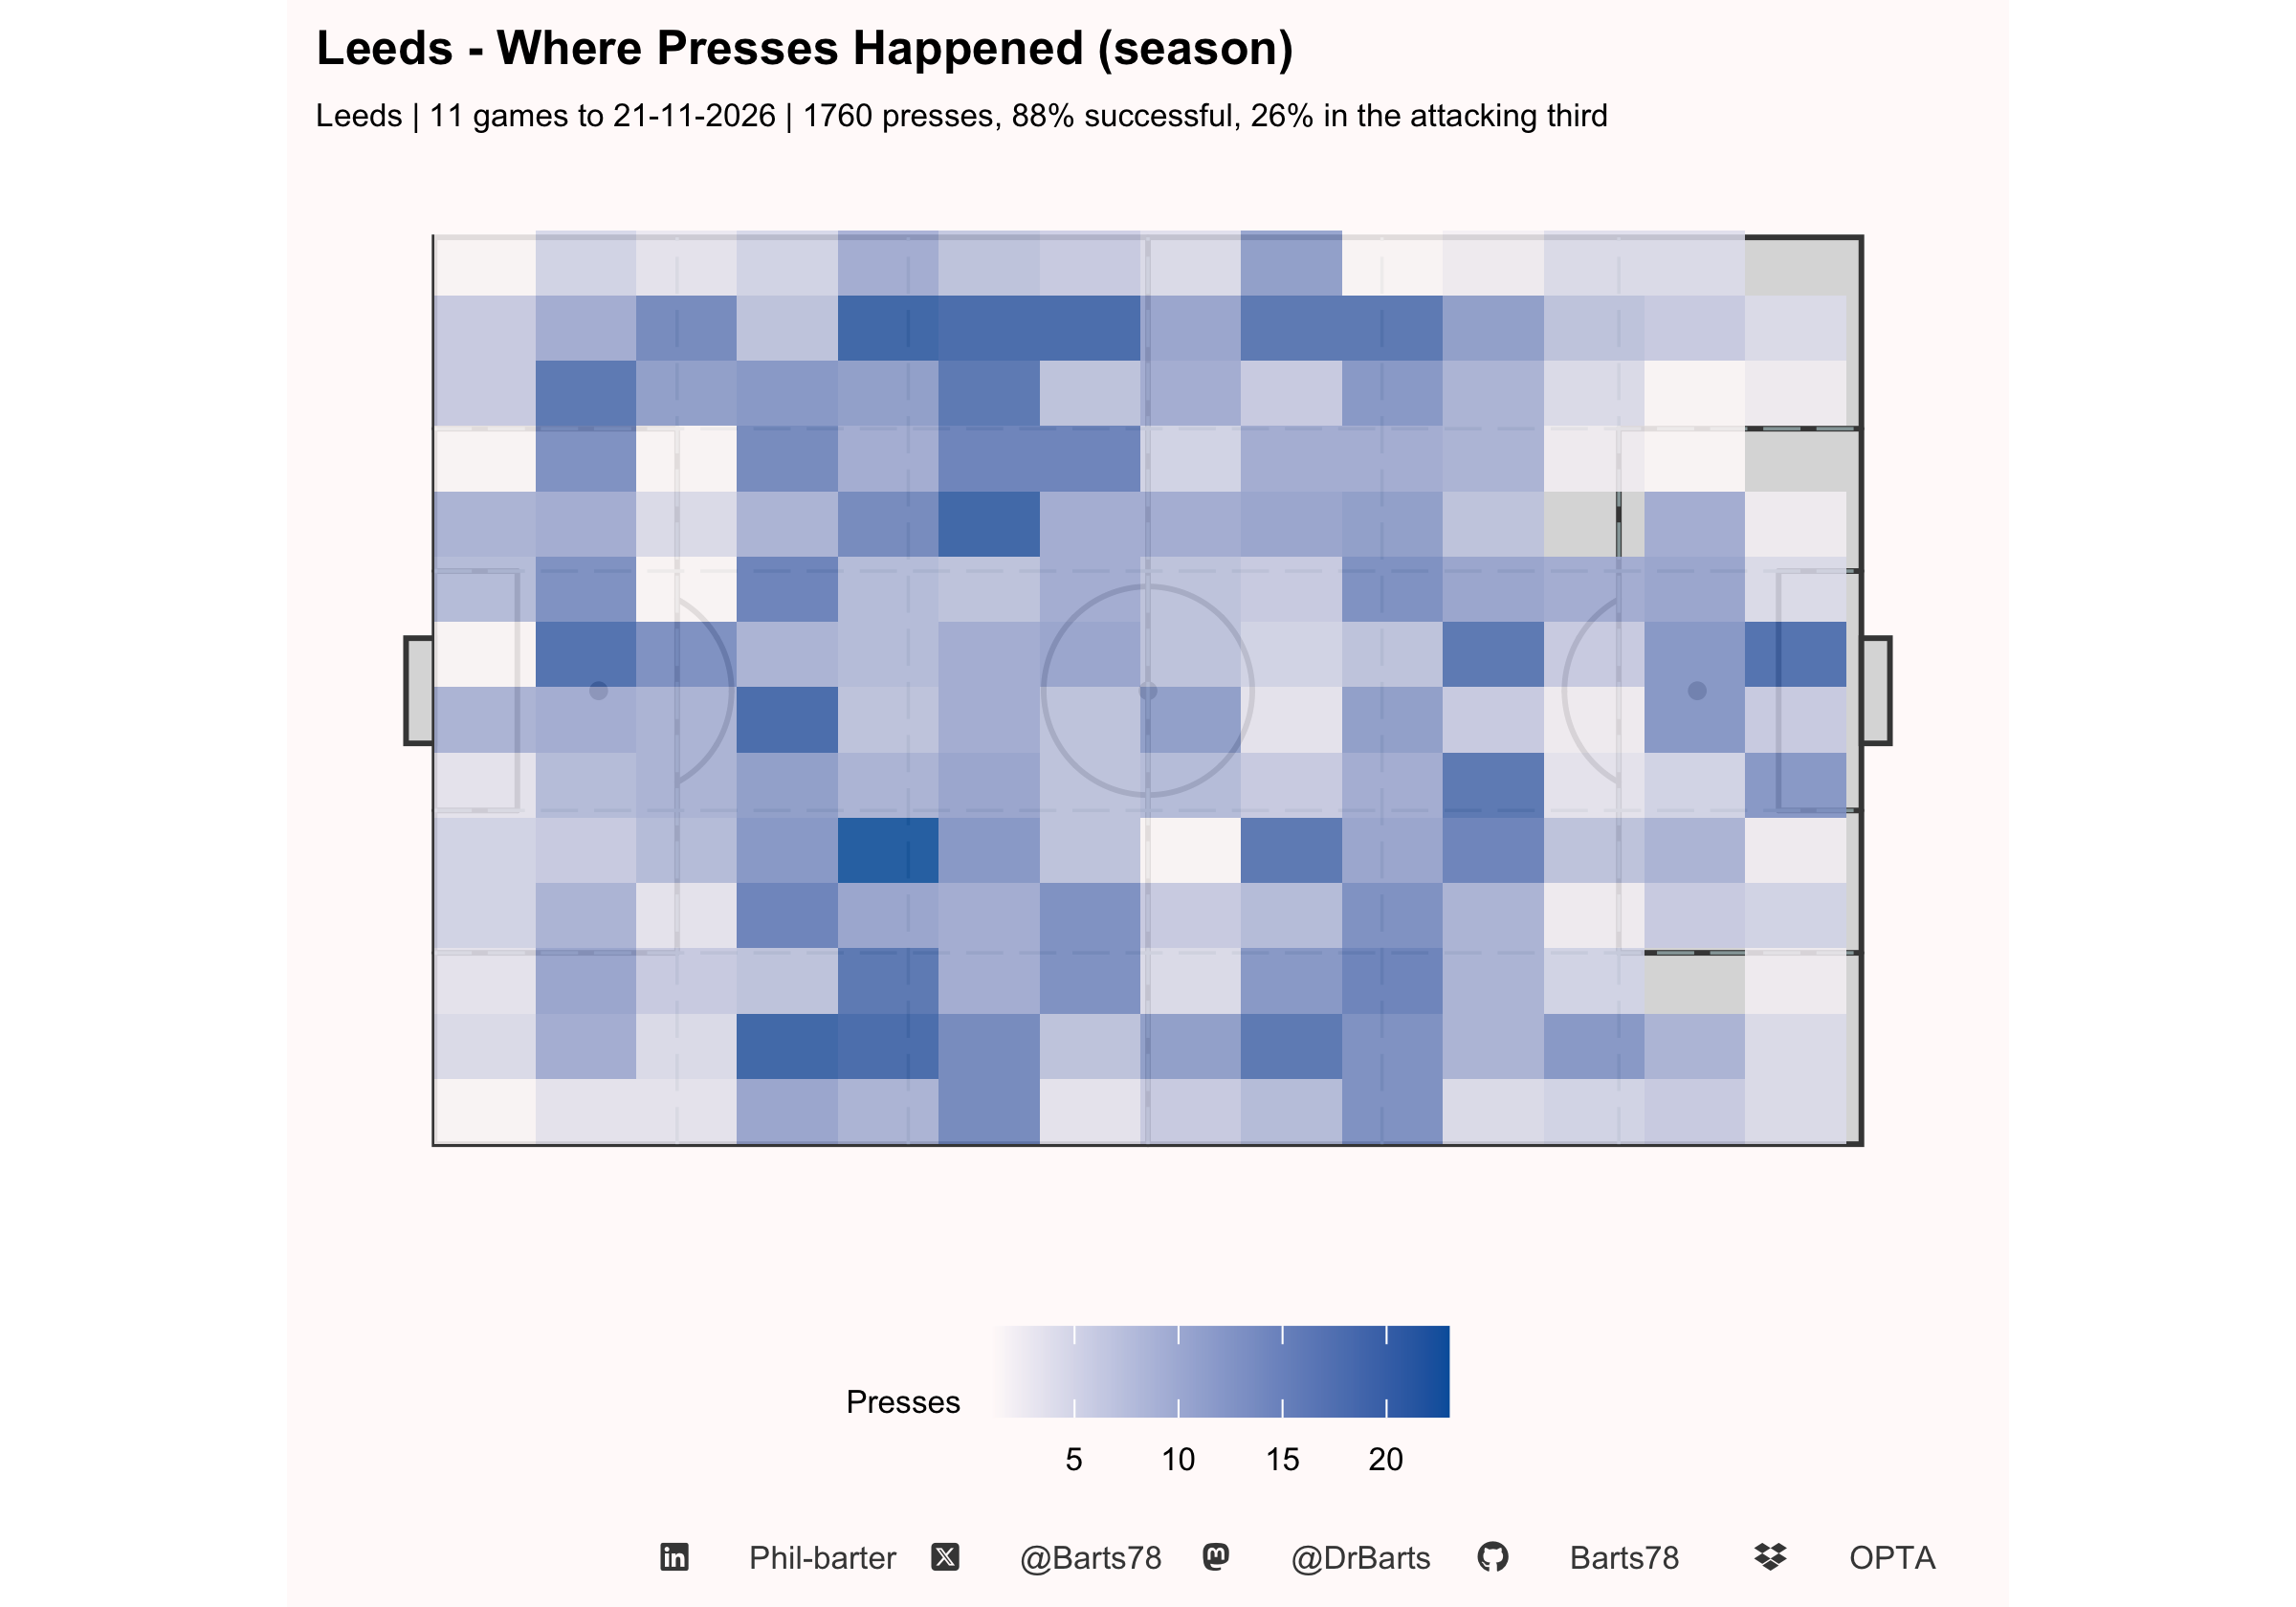 Leeds - Where Presses Happened (season)
Leeds | 11 games to 21-11-2026 | 1760 presses, 88% successful, 26% in the attacking third
Presses
5 10 15 20
Phil-barter @Barts78 @DrBarts Barts78 OPTA